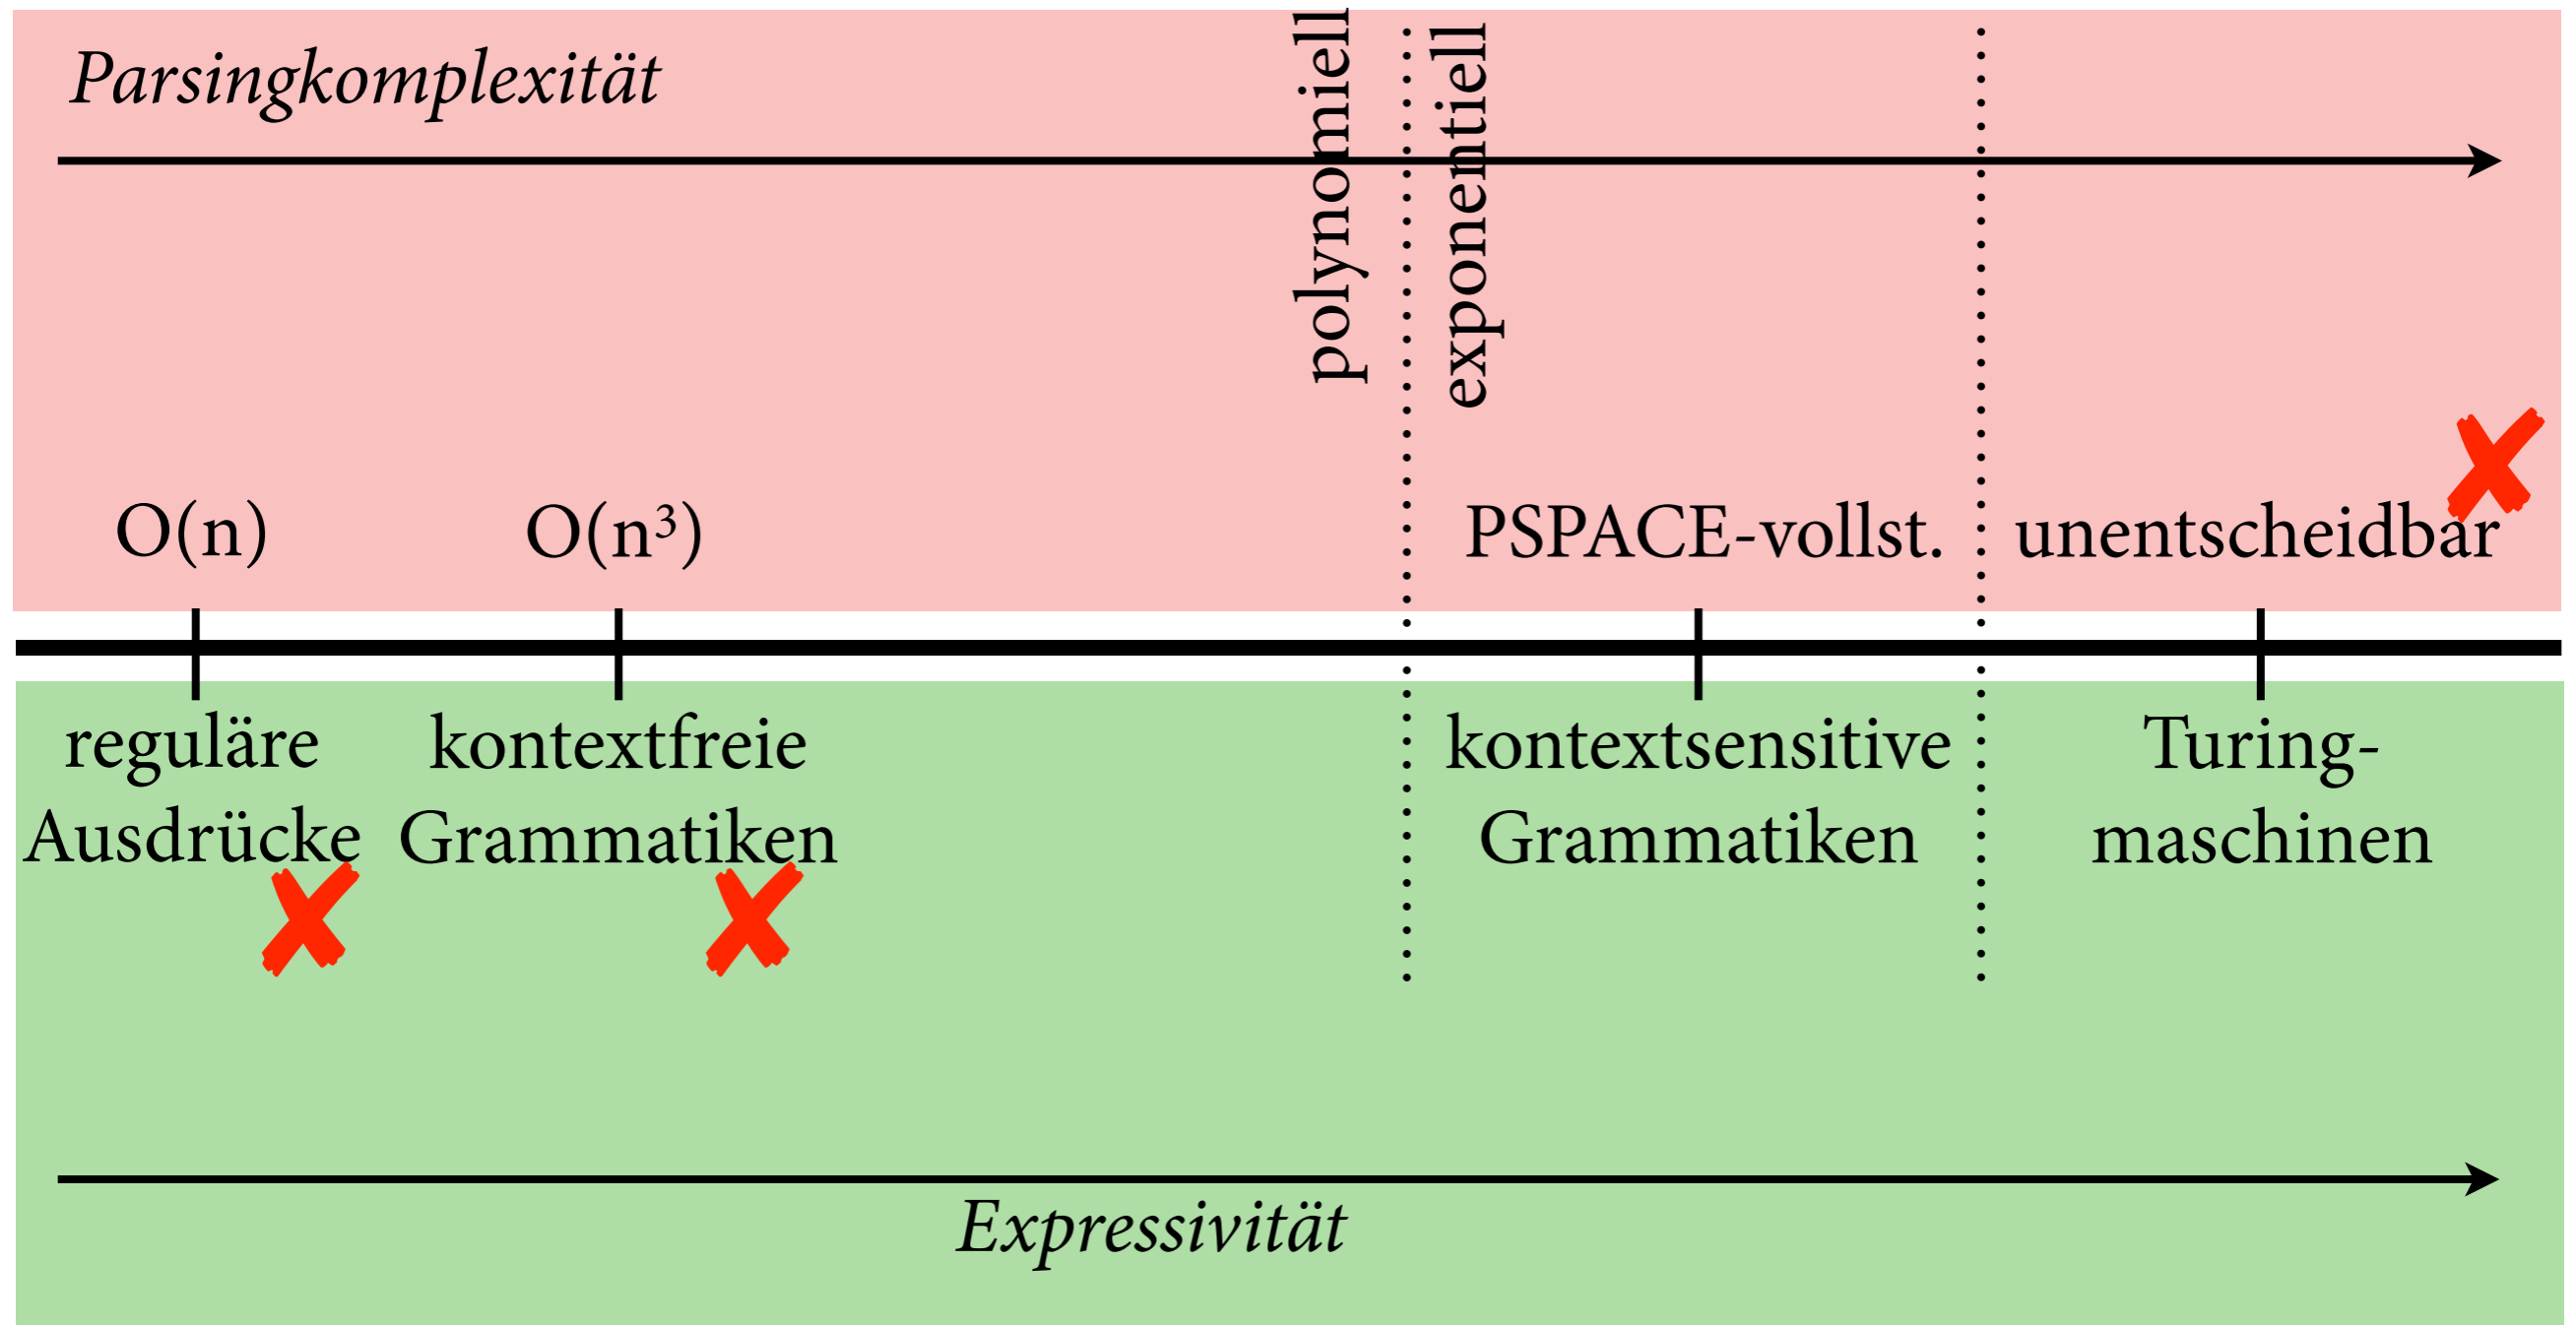 Parsingkomplexität
polynomiell
exponentiell
O(n)
O(n³)
PSPACE-vollst.
unentscheidbar
reguläre
Ausdrücke
kontextfreie
Grammatiken
kontextsensitive
Grammatiken
Turing-
maschinen
Expressivität